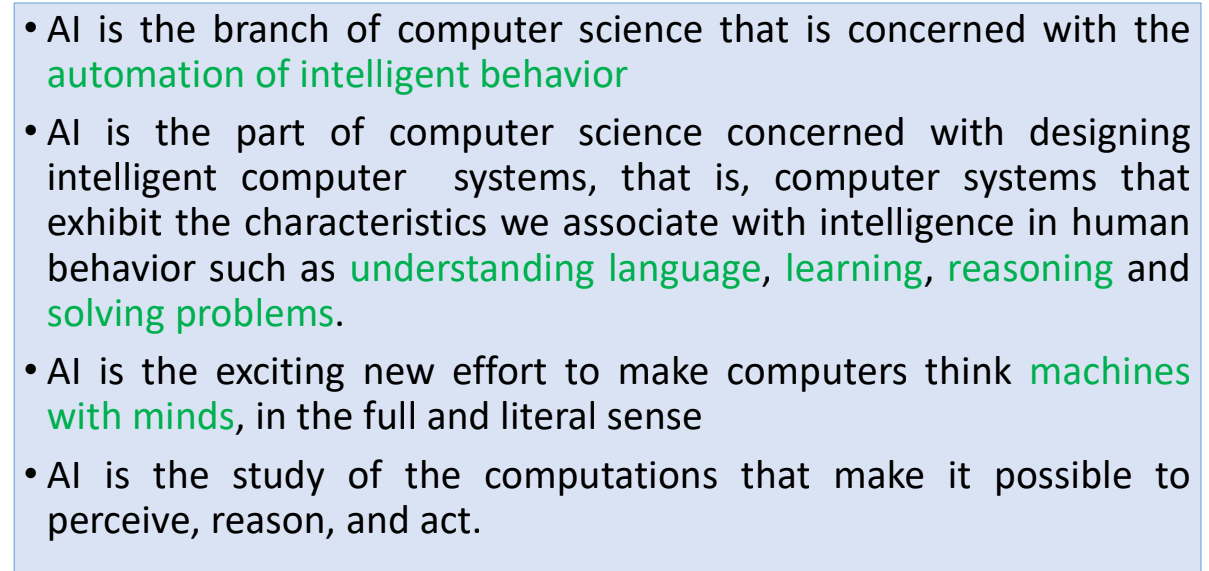 • AI is the branch of computer science that is concerned with the
automation of intelligent behavior
• AI is the part of computer science concerned with designing
intelligent computer systems, that is, computer systems that
exhibit the characteristics we associate with intelligence in human
behavior such as understanding language, learning, reasoning and
solving problems.
• AI is the exciting new effort to make computers think machines
with minds, in the full and literal sense
• AI is the study of the computations that make it possible to
perceive, reason, and act.